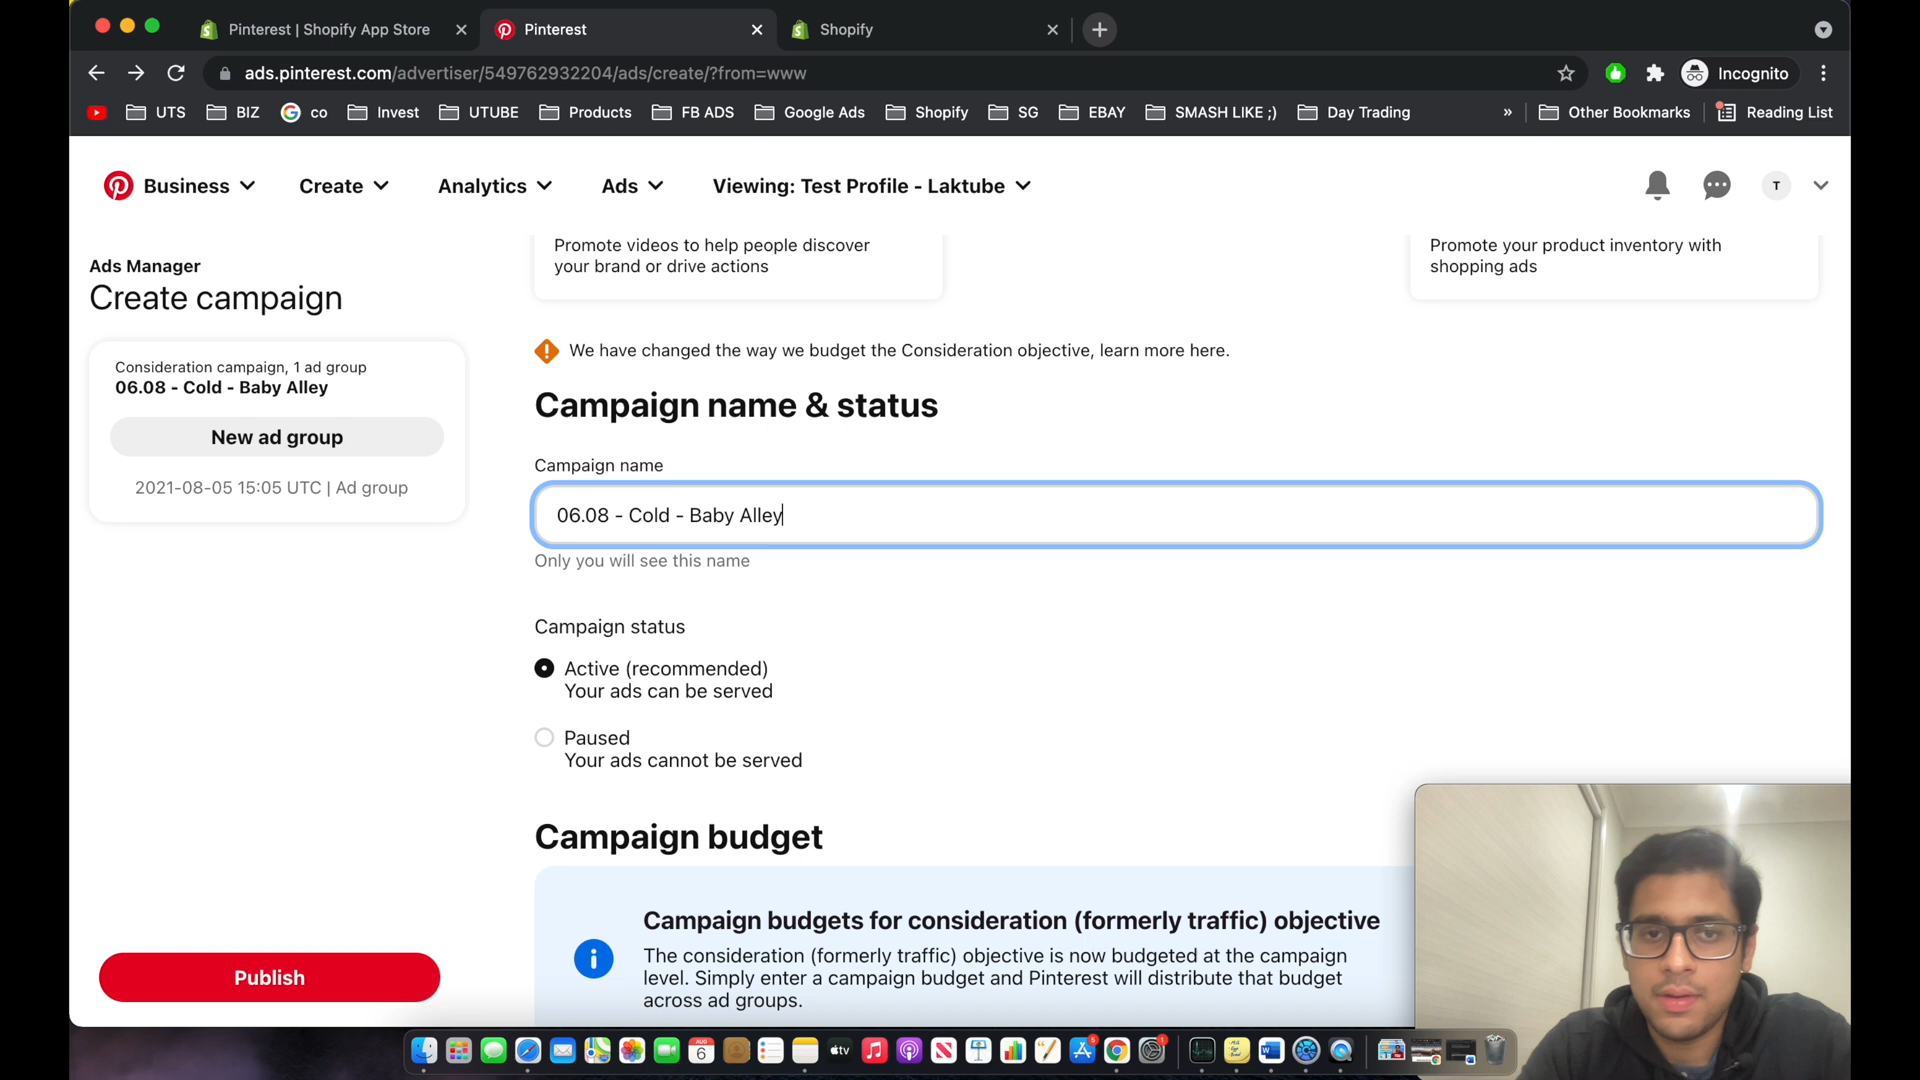 Pinterest | Shopify App Store
Pinterest
Shopify
ads.pinterest.com/advertiser/549762932204/ads/create/?from=www
Incognito
UTS
BIZ
co
Invest
UTUBE
Products
FB ADS
Google Ads
Shopify
SG
EBAY
SMASH LIKE ;)
Day Trading
»
Other Bookmarks
Reading List
Business
Create
Analytics
Ads
Viewing: Test Profile - Laktube
T
Ads Manager
Create campaign
Consideration campaign, 1 ad group
06.08 - Cold - Baby Alley
New ad group
2021-08-05 15:05 UTC | Ad group
Publish
Promote videos to help people discover
your brand or drive actions
Promote your product inventory with
shopping ads
We have changed the way we budget the Consideration objective, learn more here.
Campaign name & status
Campaign name
06.08 - Cold - Baby Alley
Only you will see this name
Campaign status
Active (recommended)
Your ads can be served
Paused
Your ads cannot be served
Campaign budget
Campaign budgets for consideration (formerly traffic) objective
The consideration (formerly traffic) objective is now budgeted at the campaign
level. Simply enter a campaign budget and Pinterest will distribute that budget
across ad groups.
AUG
6
tv
5
1